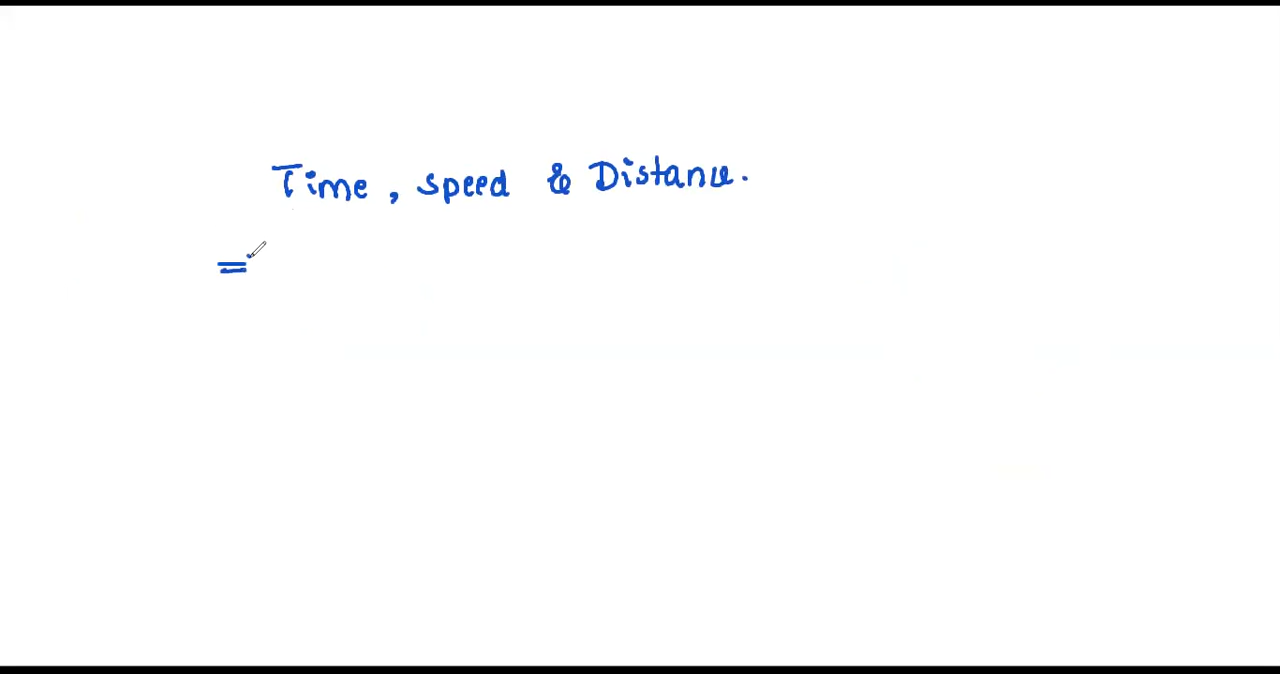 Time, speed & Distance.
=